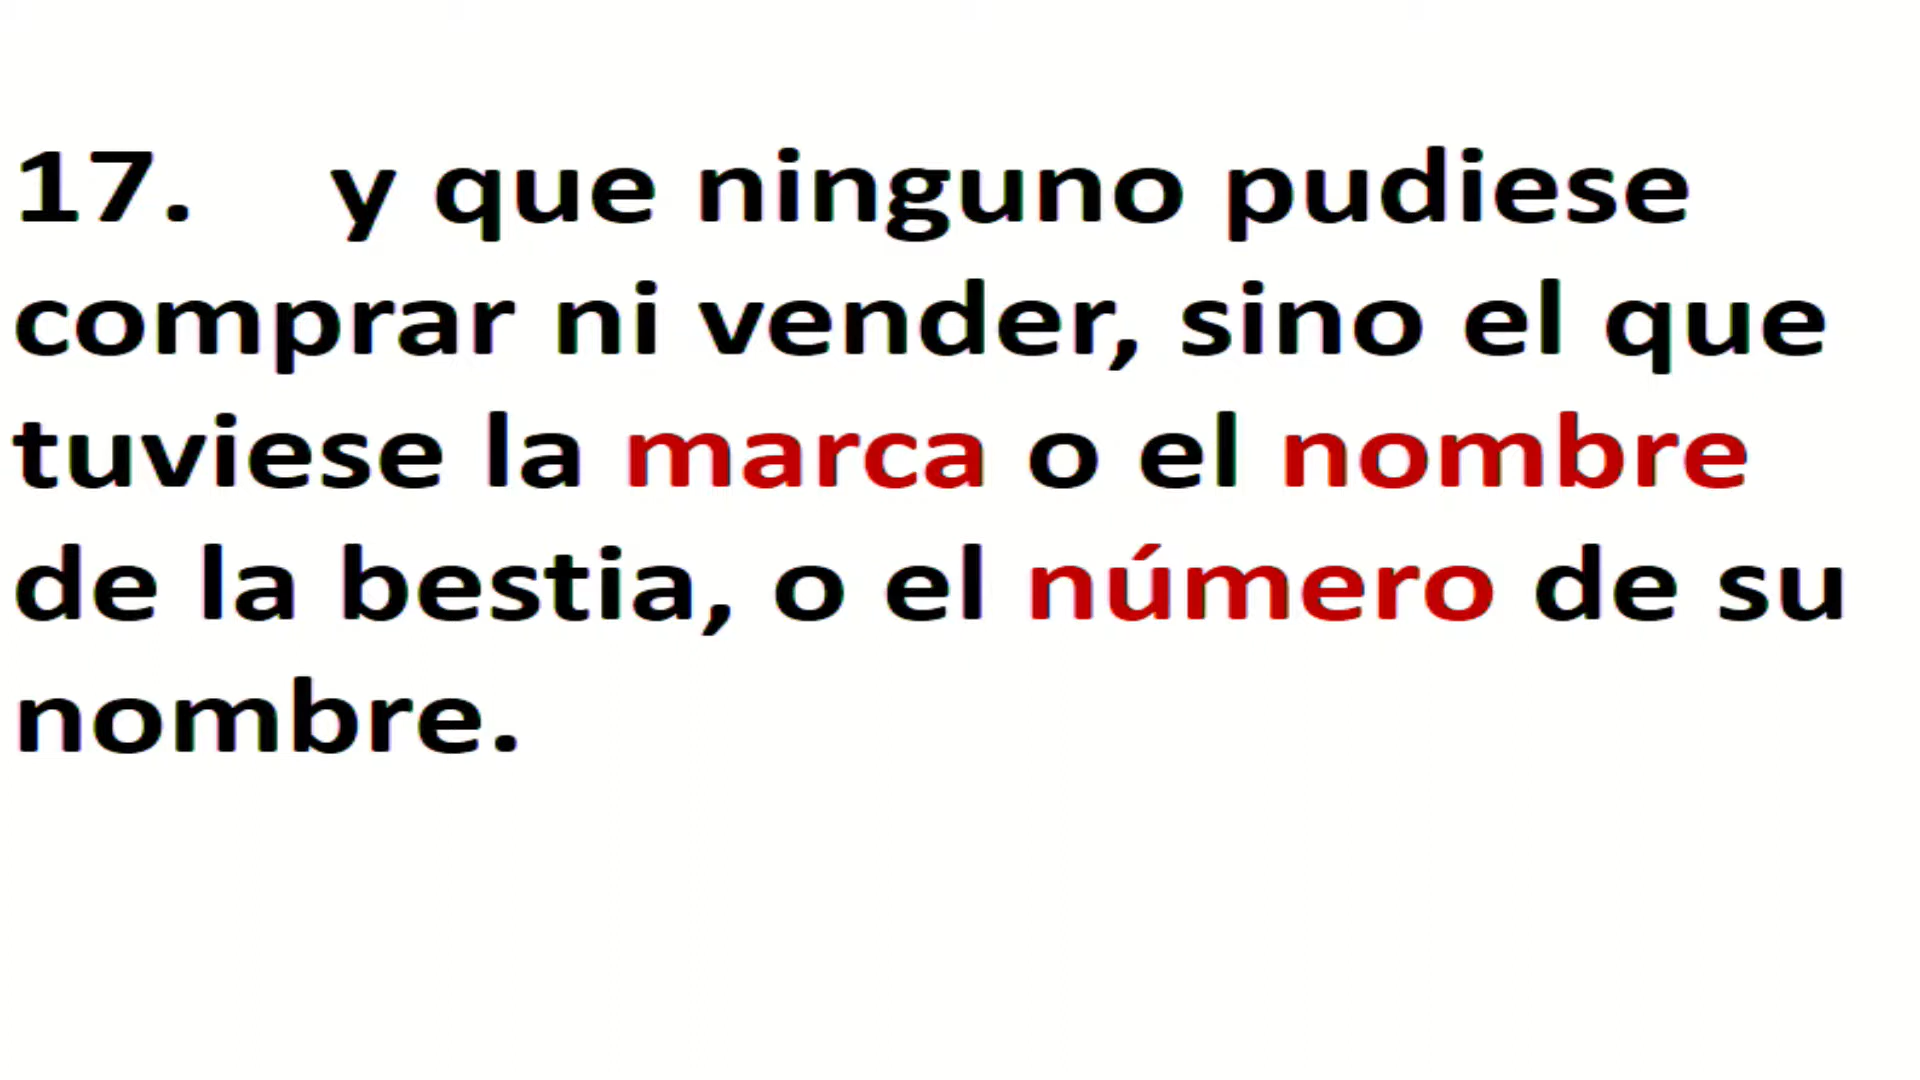 17. y que ninguno pudiese
comprar ni vender, sino el que
tuviese la marca o el nombre
de la bestia, o el número de su
nombre.